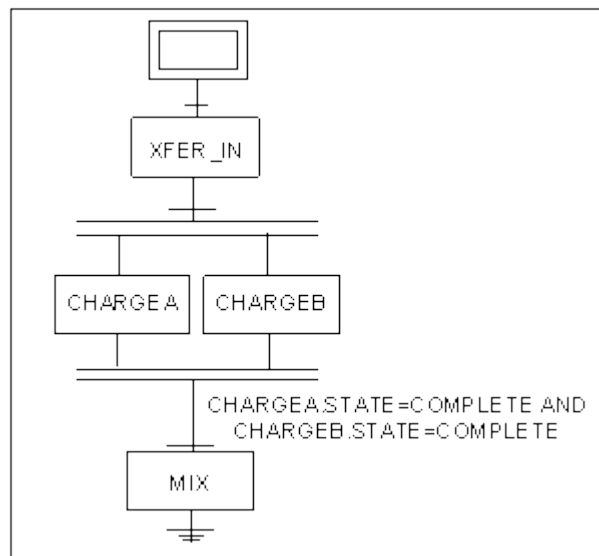 XFER_IN
CHARGEA
CHARGEB
CHARGEA.STATE=COMPLETE AND
CHARGEB.STATE=COMPLETE
MIX